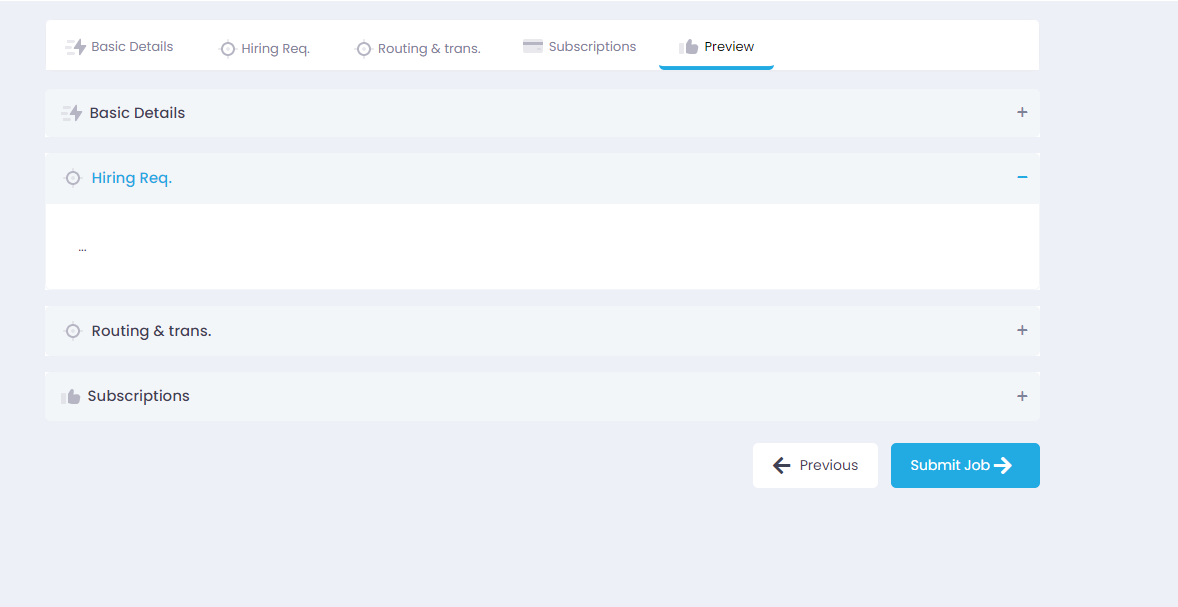 Basic Details Hiring Req. Routing & trans. Subscriptions Preview
Basic Details +
Hiring Req. −
...
Routing & trans. +
Subscriptions +
Previous Submit Job